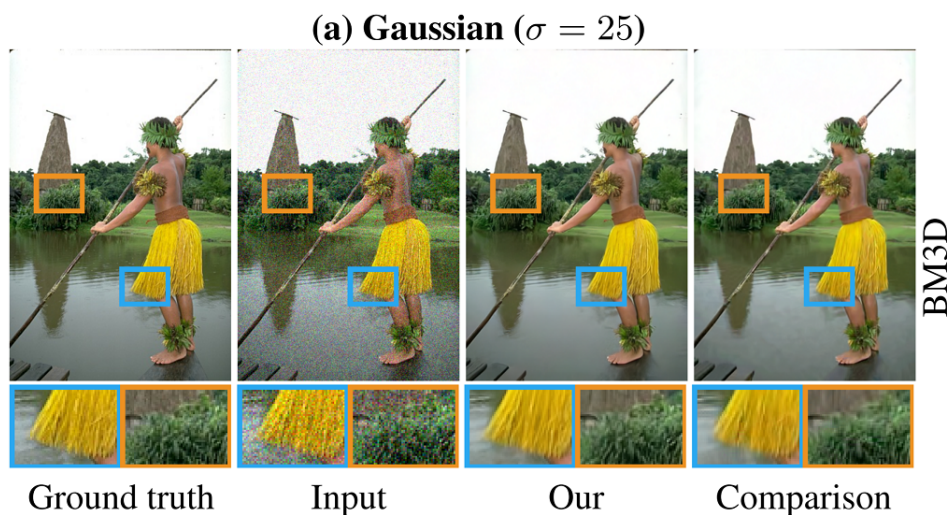 (a) Gaussian (σ = 25)
BM3D
Ground truth
Input
Our
Comparison